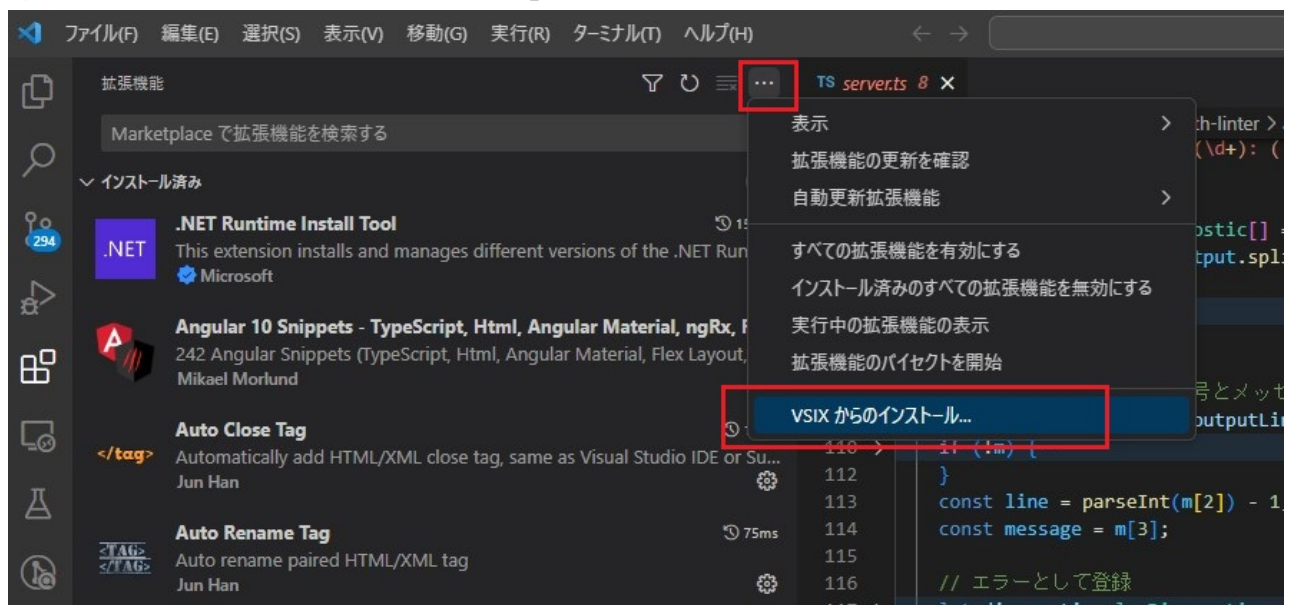 ファイル(F) 編集(E) 選択(S) 表示(V) 移動(G) 実行(R) ターミナル(T) ヘルプ(H)
拡張機能
Marketplace で拡張機能を検索する
インストール済み
294
.NET
.NET Runtime Install Tool
This extension installs and manages different versions of the .NET Run
Microsoft
Angular 10 Snippets - TypeScript, Html, Angular Material, ngRx,
242 Angular Snippets (TypeScript, Html, Angular Material, Flex Layout,
Mikael Morlund
</tag>
Auto Close Tag
Automatically add HTML/XML close tag, same as Visual Studio IDE or Su...
Jun Han
<TAG>
</TAG>
Auto Rename Tag
75ms
Auto rename paired HTML/XML tag
Jun Han
TS server.ts 8
表示
拡張機能の更新を確認
自動更新拡張機能
すべての拡張機能を有効にする
インストール済みのすべての拡張機能を無効にする
実行中の拡張機能の表示
拡張機能のバイセクトを開始
VSIX からのインストール...
th-linter >
(\d+): (
ostic[] =
tput.spl
号とメッセ
outputLi
110 if (!m) {
112 }
113 const line = parseInt(m[2]) - 1
114 const message = m[3];
115
116 // エラーとして登録